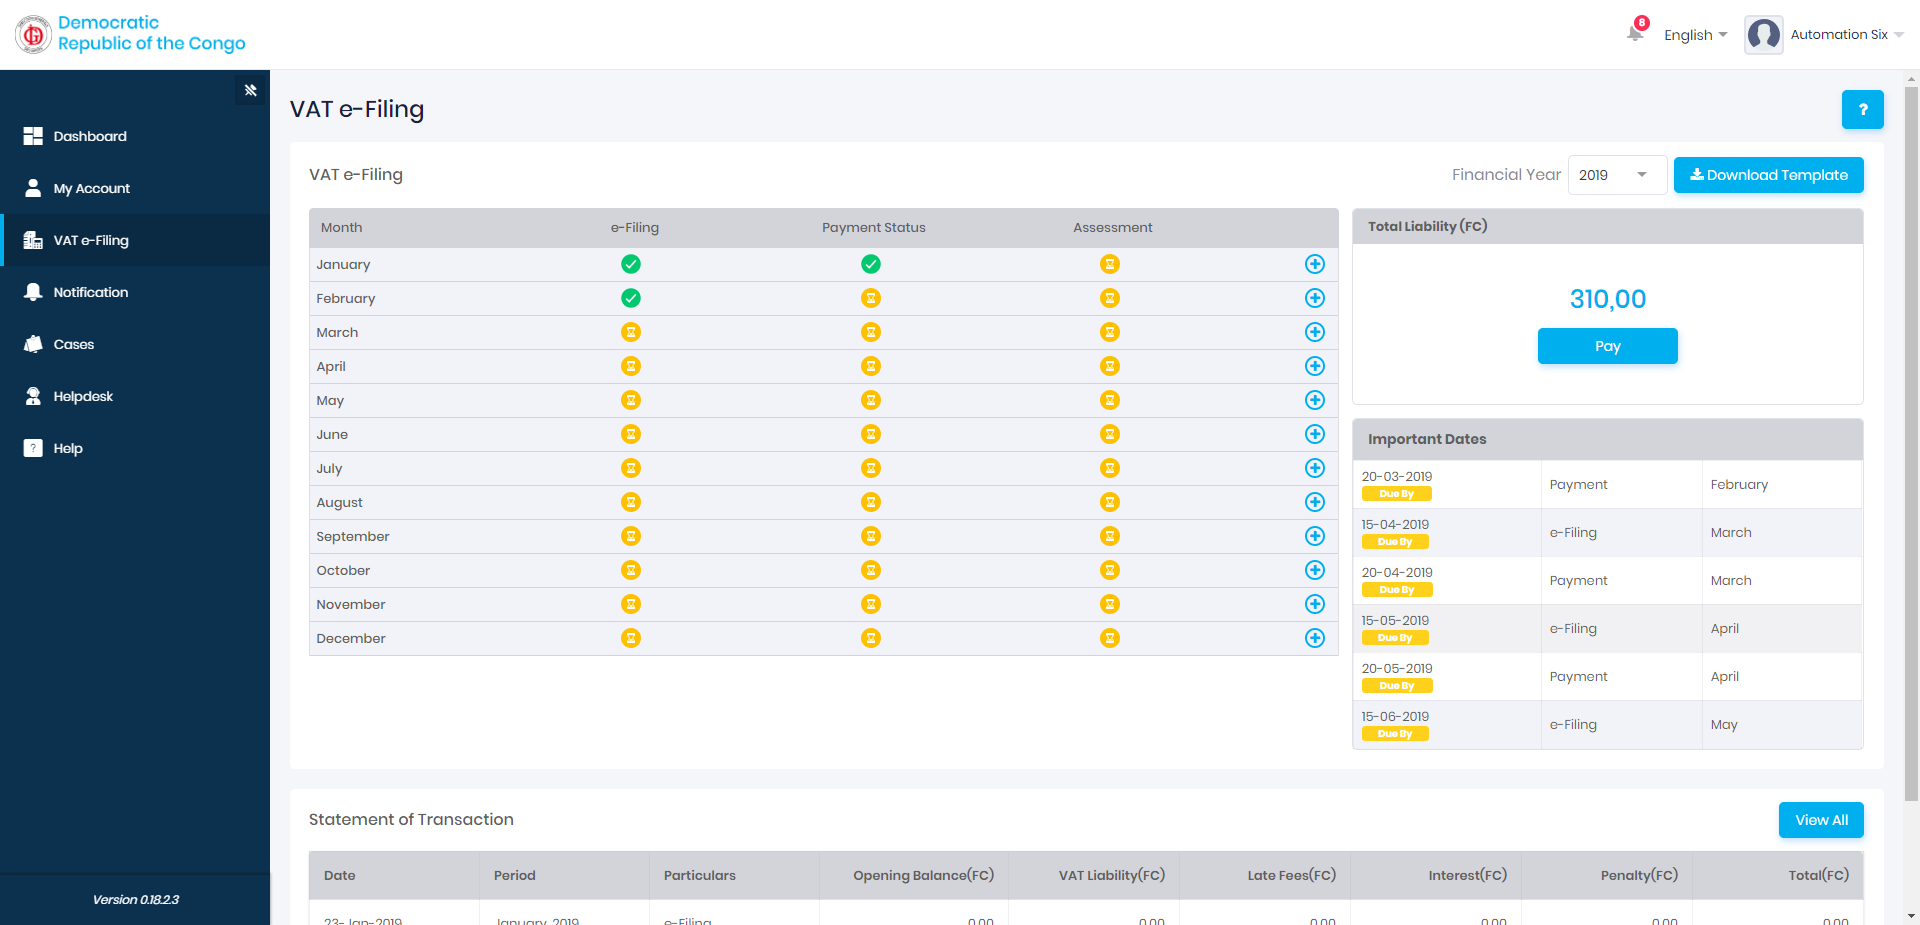 Democratic
Republic of the Congo
8
English
Automation Six
Dashboard
My Account
VAT e-Filing
Notification
Cases
Helpdesk
? Help
Version 0.18.2.3
VAT e-Filing
?
VAT e-Filing
Financial Year 2019 Download Template
Month e-Filing Payment Status Assessment
January
February
March
April
May
June
July
August
September
October
November
December
Total Liability (FC)
310,00
Pay
Important Dates
20-03-2019 Payment February
Due By
15-04-2019 e-Filing March
Due By
20-04-2019 Payment March
Due By
15-05-2019 e-Filing April
Due By
20-05-2019 Payment April
Due By
15-06-2019 e-Filing May
Due By
Statement of Transaction
View All
Date Period Particulars Opening Balance(FC) VAT Liability(FC) Late Fees(FC) Interest(FC) Penalty(FC) Total(FC)
23-Jan-2019 January, 2019 e-Filing 0,00 0,00 0,00 0,00 0,00 0,00